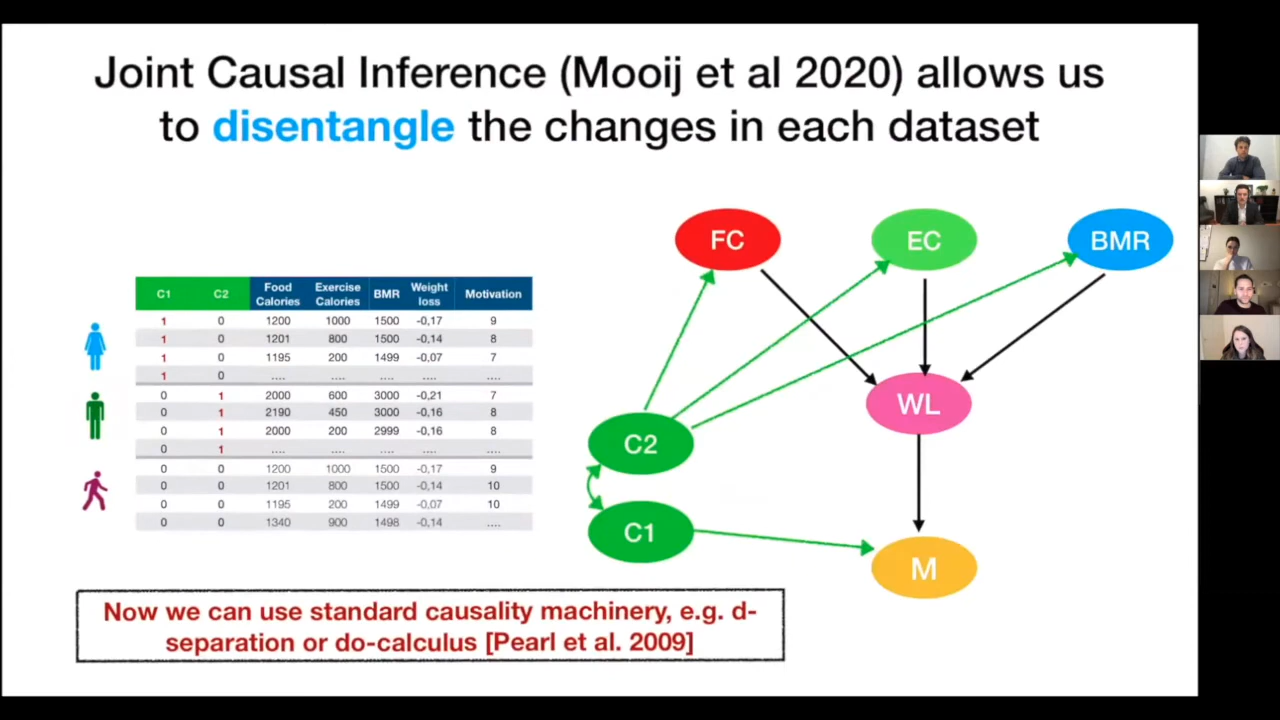 Joint Causal Inference (Mooij et al 2020) allows us
to disentangle the changes in each dataset
C1 C2 Food Calories Exercise Calories BMR Weight loss Motivation
1 0 1200 1000 1500 -0,17 9
1 0 1201 800 1500 -0,14 8
1 0 1195 200 1499 -0,07 7
1 0 .... .... .... .... ....
0 1 2000 600 3000 -0,21 7
0 1 2190 450 3000 -0,16 8
0 1 2000 200 2999 -0,16 8
0 1 .... .... .... .... ....
0 0 1200 1000 1500 -0,17 9
0 0 1201 800 1500 -0,14 10
0 0 1195 200 1499 -0,07 10
0 0 1340 900 1498 -0,14 ....
FC EC BMR
WL
C2
C1
M
Now we can use standard causality machinery, e.g. d-
separation or do-calculus [Pearl et al. 2009]